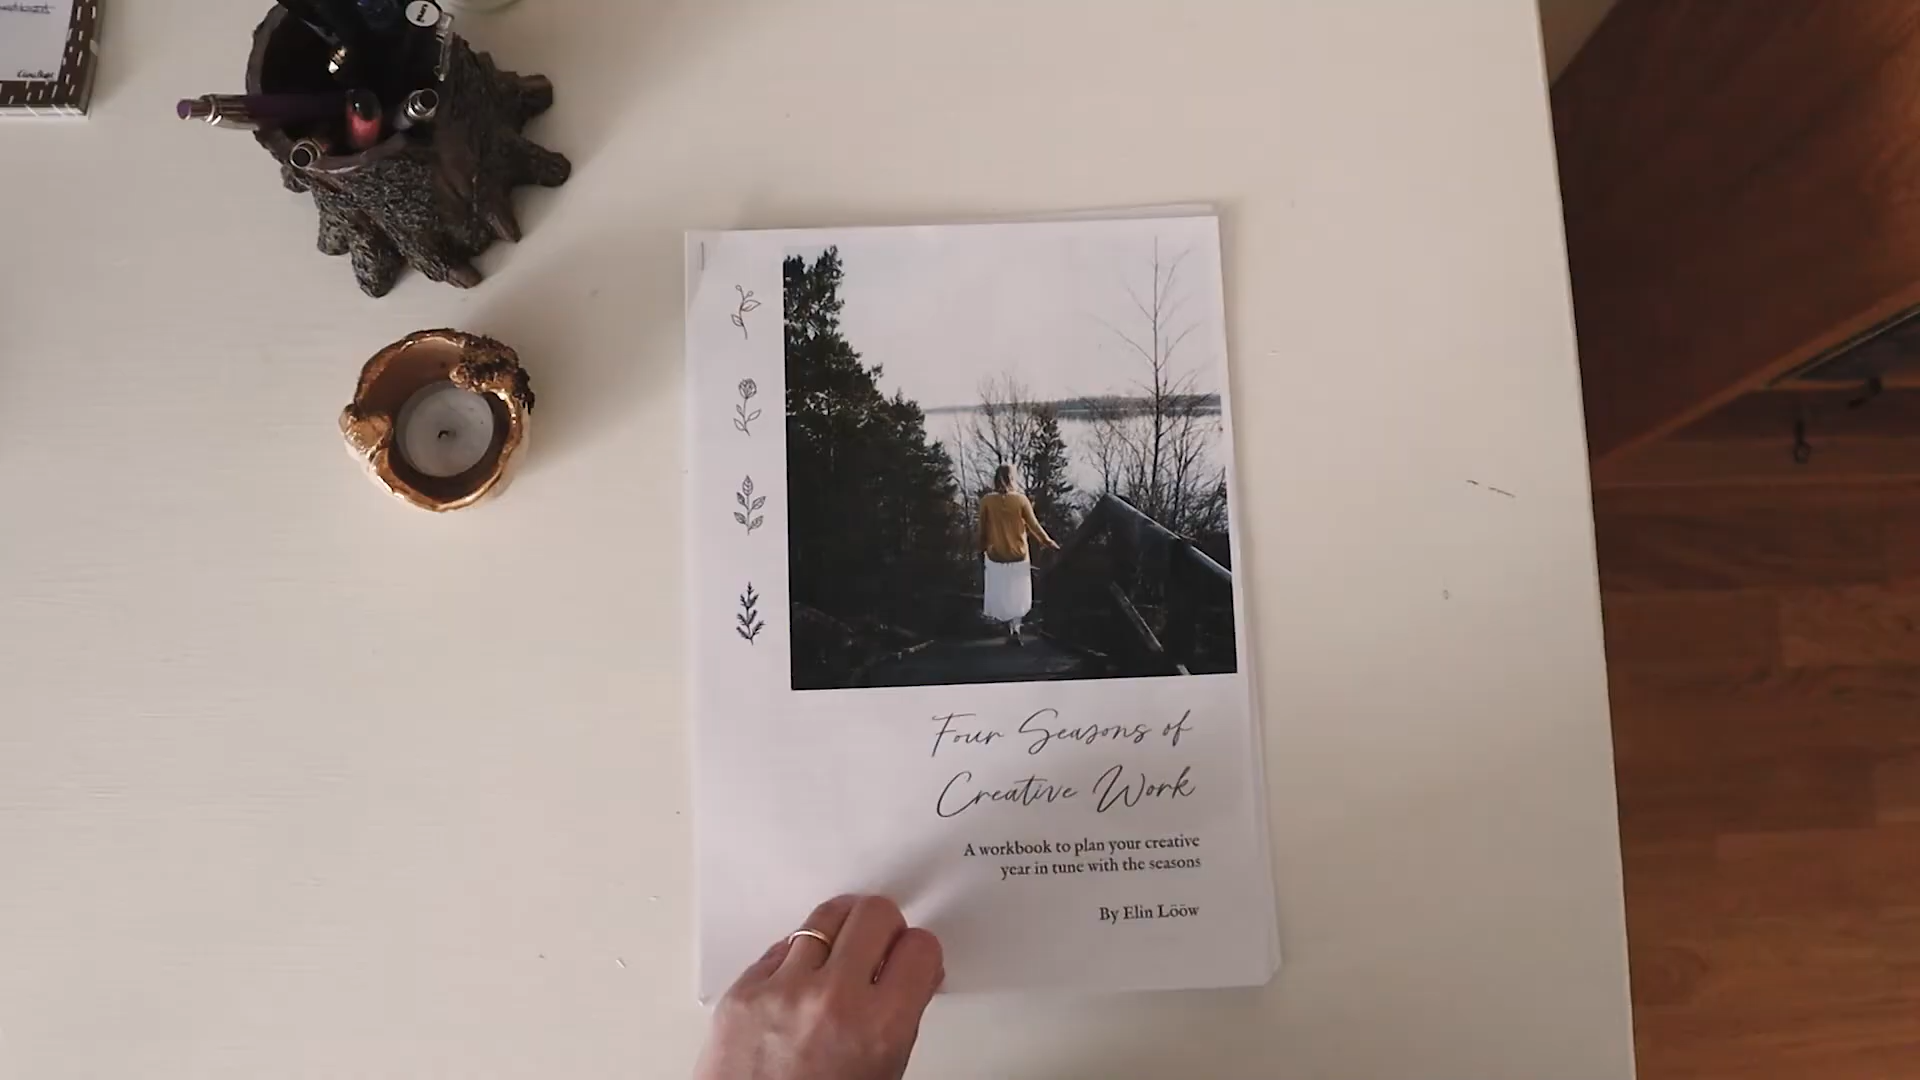 Four Seasons of
Creative Work
A workbook to plan your creative
year in tune with the seasons
By Elin Lööw